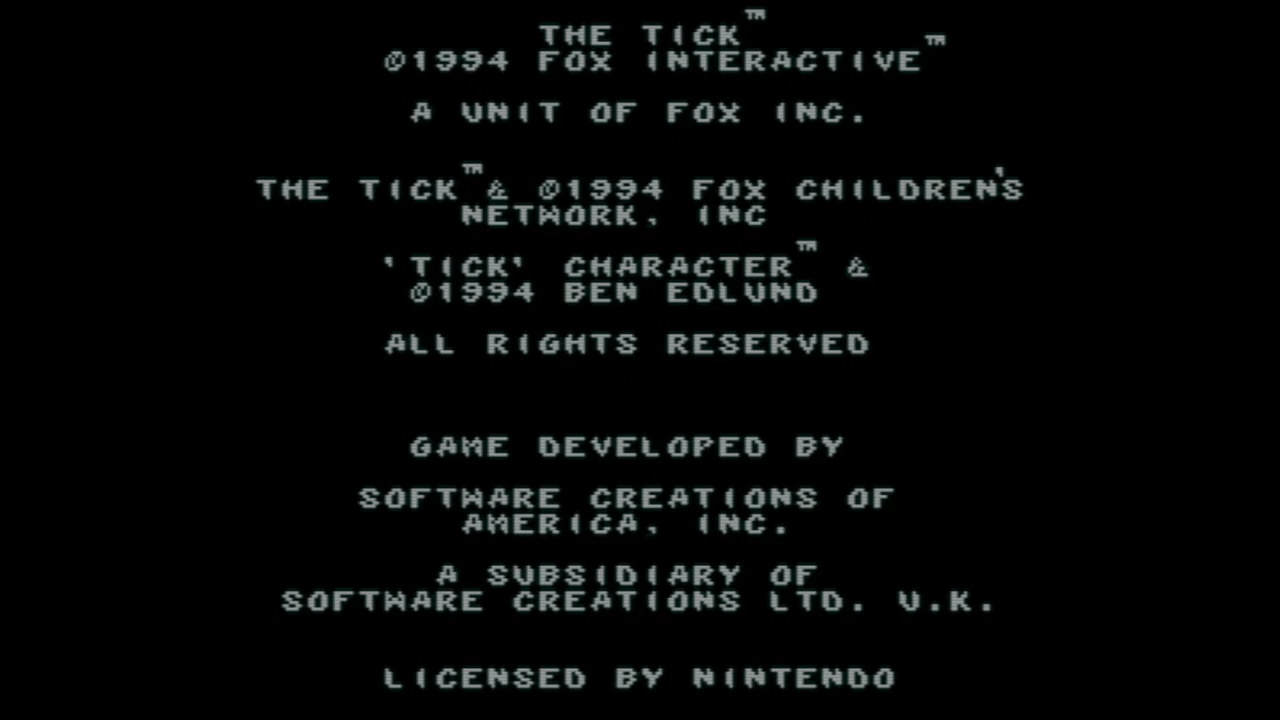 THE TICK™
©1994 FOX INTERACTIVE™
A UNIT OF FOX INC.
THE TICK™& ©1994 FOX CHILDREN'S
NETWORK, INC
'TICK' CHARACTER™ &
©1994 BEN EDLUND
ALL RIGHTS RESERVED
GAME DEVELOPED BY
SOFTWARE CREATIONS OF
AMERICA, INC.
A SUBSIDIARY OF
SOFTWARE CREATIONS LTD. U.K.
LICENSED BY NINTENDO